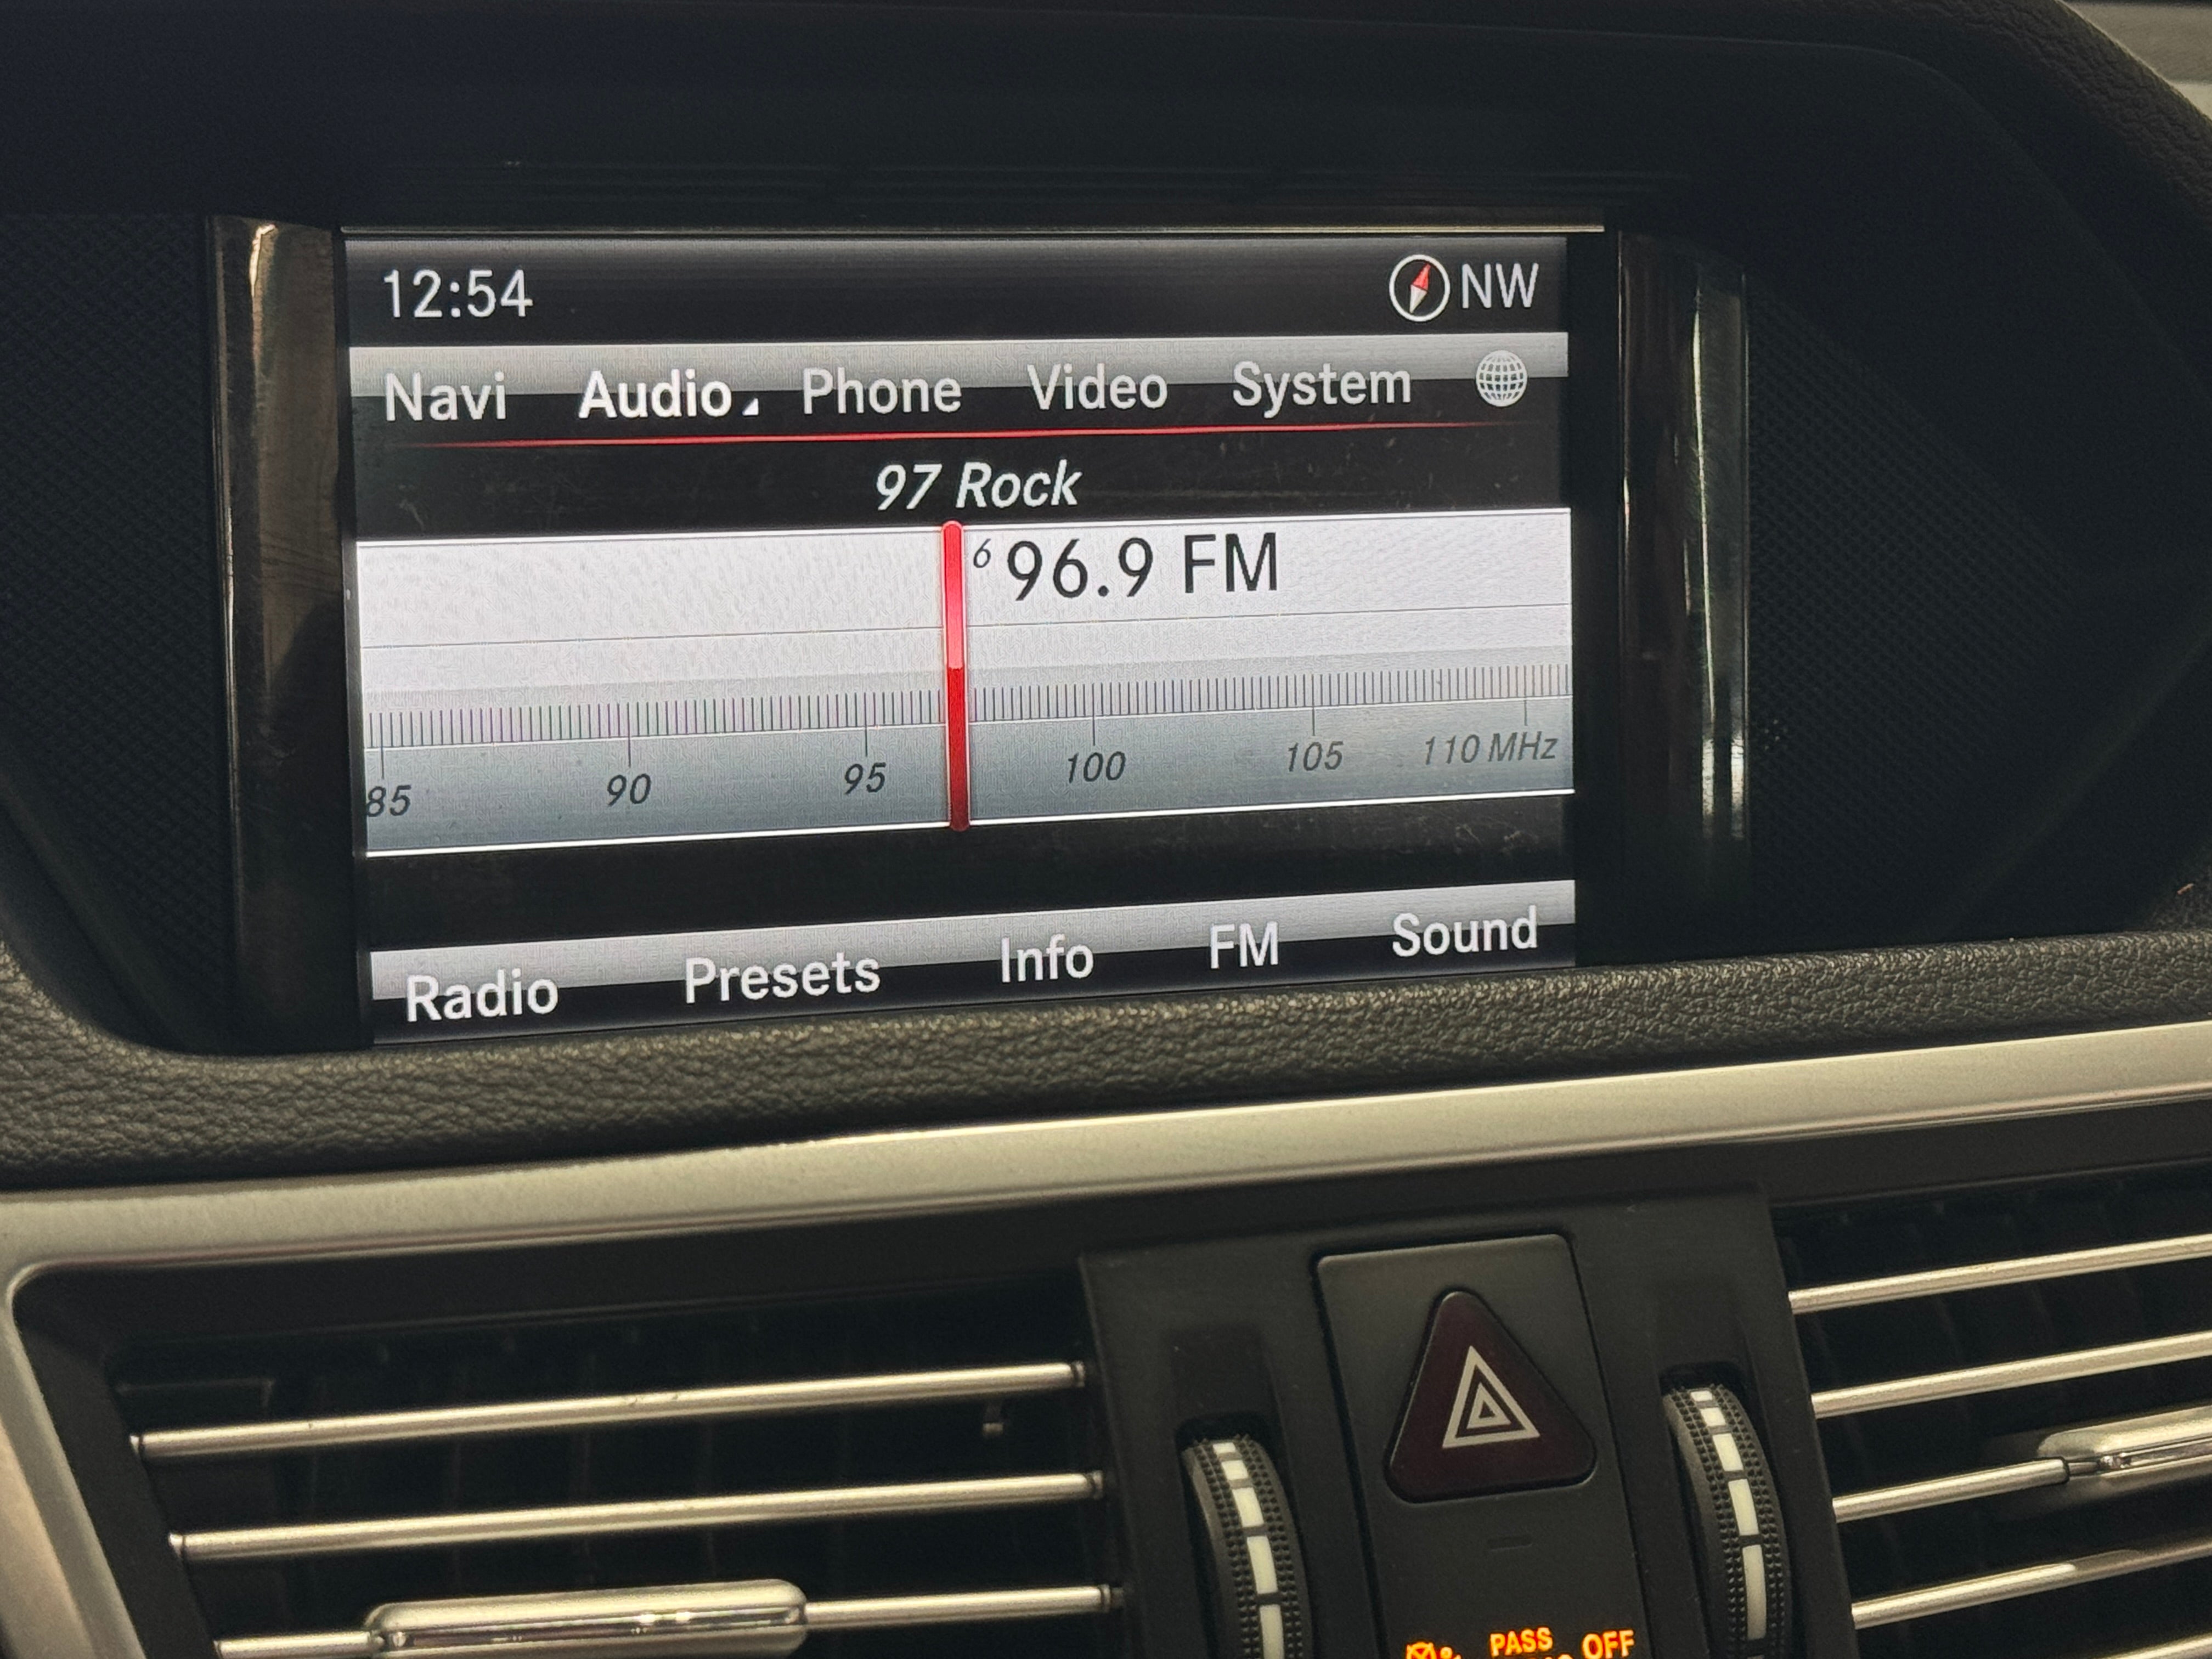 12:54 NW
Navi Audio Phone Video System
97 Rock
6 96.9 FM
85 90 95 100 105 110 MHz
Radio Presets Info FM Sound
PASS OFF